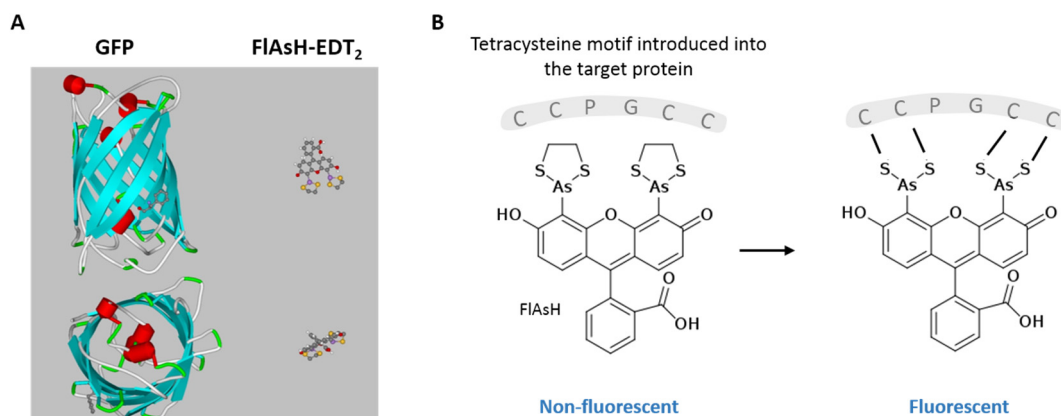 A
GFP
FlAsH-EDT2
B
Tetracysteine motif introduced into
the target protein
C C P G C C
S S S S
As As
HO O O
O
OH
FlAsH
Non-fluorescent
C C P G C C
S S S S
As As
HO O O
O
OH
Fluorescent